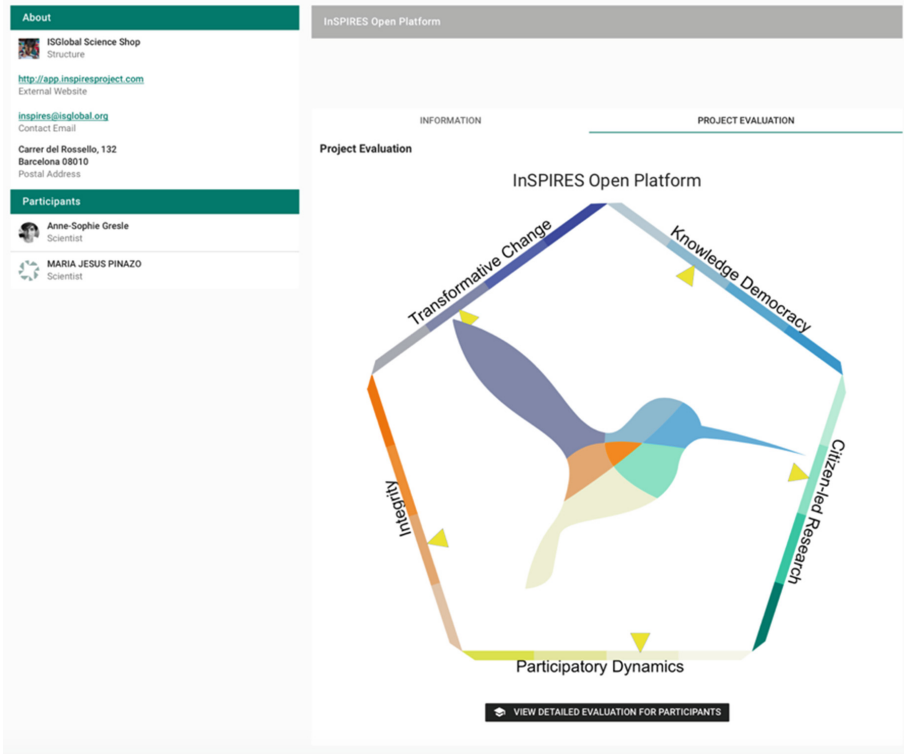 About
ISGlobal Science Shop
Structure
http://app.inspiresproject.com
External Website
inspires@isglobal.org
Contact Email
Carrer del Rossello, 132
Barcelona 08010
Postal Address
Participants
Anne-Sophie Gresle
Scientist
MARIA JESUS PINAZO
Scientist
InSPIRES Open Platform
INFORMATION
PROJECT EVALUATION
Project Evaluation
InSPIRES Open Platform
Transformative Change
Knowledge Democracy
Citizen-led Research
Integrity
Participatory Dynamics
VIEW DETAILED EVALUATION FOR PARTICIPANTS